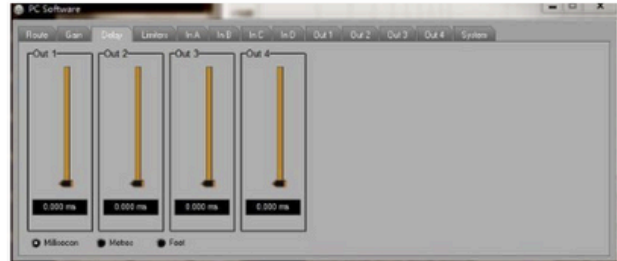 PC Software
Route Gain Delay Limiters In A In B In C In D Out 1 Out 2 Out 3 Out 4 System
Out 1 Out 2 Out 3 Out 4
0.000 ms 0.000 ms 0.000 ms 0.000 ms
Millisecon Metres Feet